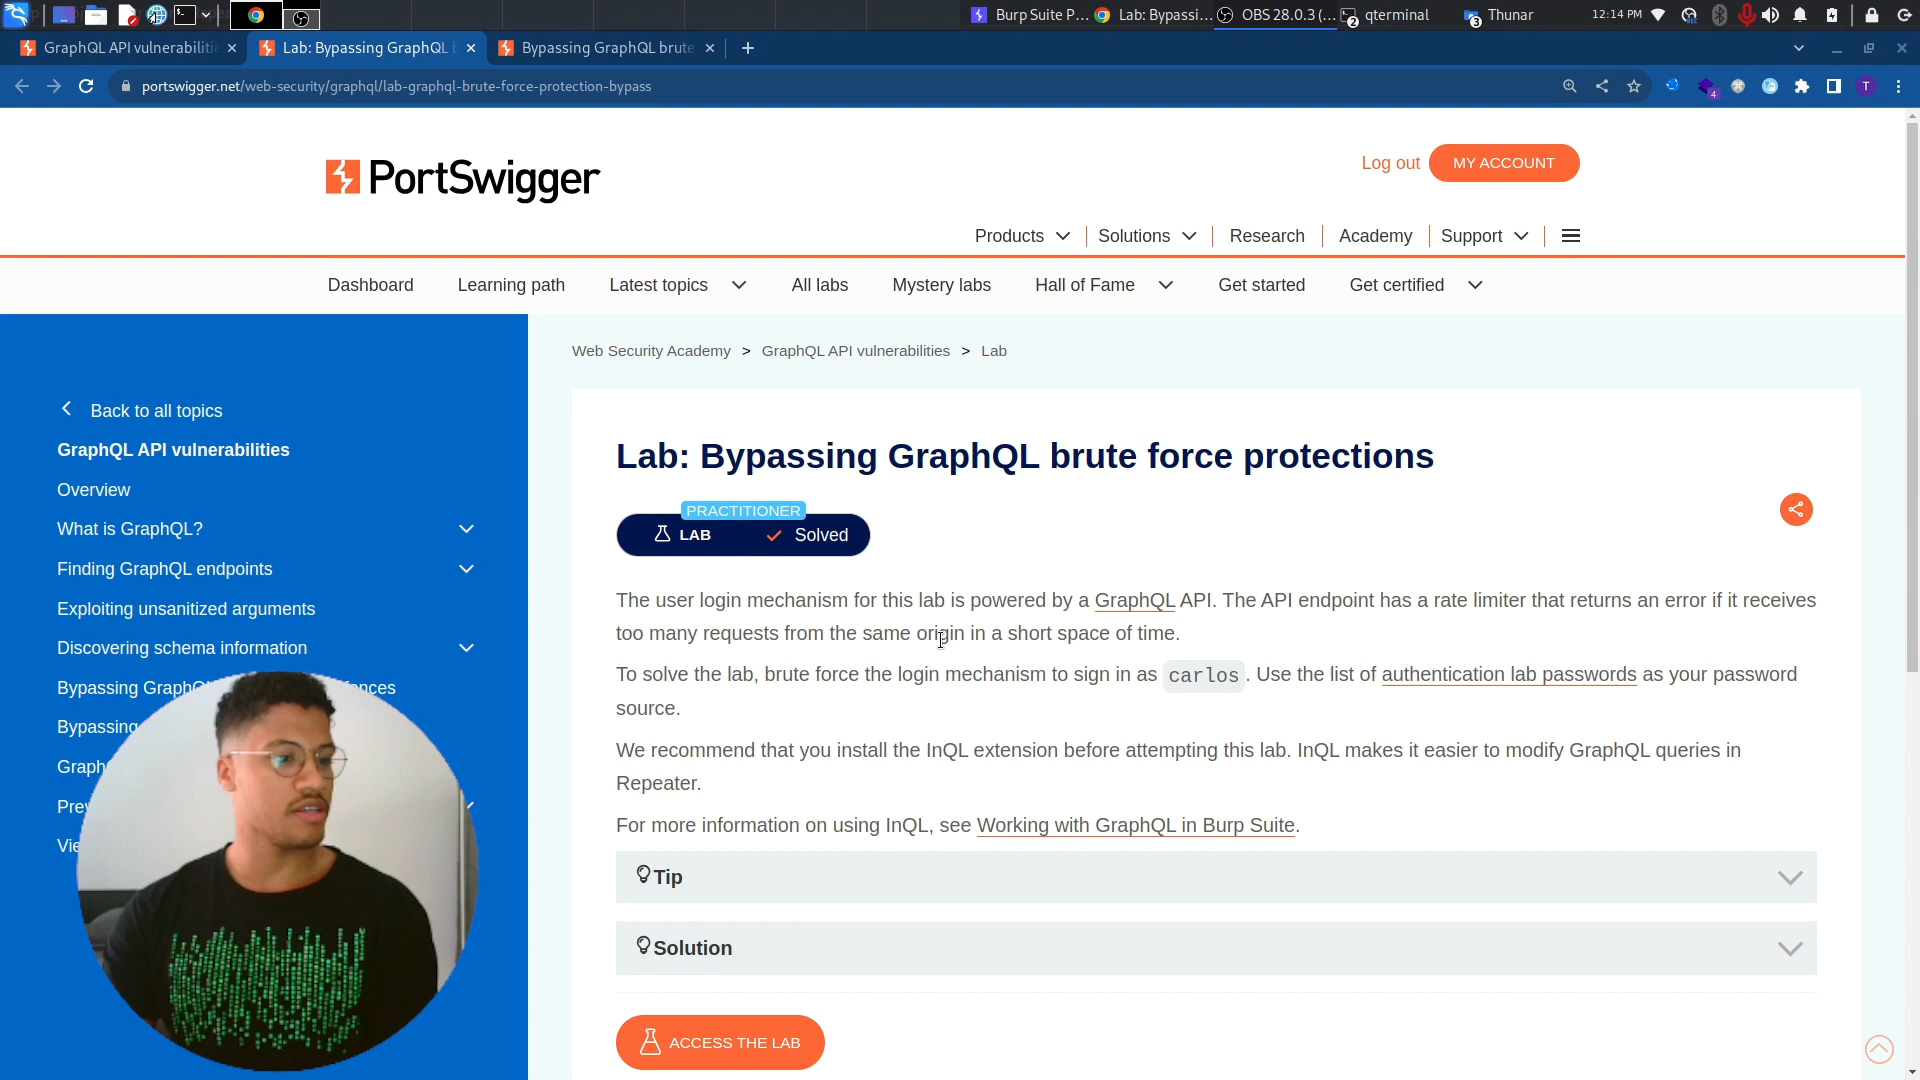 Burp Suite P...
Lab: Bypassi...
OBS 28.0.3 (...
2
qterminal
3
Thunar
12:14 PM
GraphQL API vulnerabilitie
Lab: Bypassing GraphQL b
Bypassing GraphQL brute
portswigger.net/web-security/graphql/lab-graphql-brute-force-protection-bypass
4
T
PortSwigger
Log out
MY ACCOUNT
Products
Solutions
Research
Academy
Support
Dashboard
Learning path
Latest topics
All labs
Mystery labs
Hall of Fame
Get started
Get certified
Web Security Academy > GraphQL API vulnerabilities > Lab
Back to all topics
GraphQL API vulnerabilities
Overview
What is GraphQL?
Finding GraphQL endpoints
Exploiting unsanitized arguments
Discovering schema information
Bypassing GraphQL
Bypassing
Lab: Bypassing GraphQL brute force protections
PRACTITIONER
LAB
Solved
The user login mechanism for this lab is powered by a GraphQL API. The API endpoint has a rate limiter that returns an error if it receives
too many requests from the same origin in a short space of time.
To solve the lab, brute force the login mechanism to sign in as carlos. Use the list of authentication lab passwords as your password
source.
We recommend that you install the InQL extension before attempting this lab. InQL makes it easier to modify GraphQL queries in
Repeater.
For more information on using InQL, see Working with GraphQL in Burp Suite.
Tip
Solution
ACCESS THE LAB